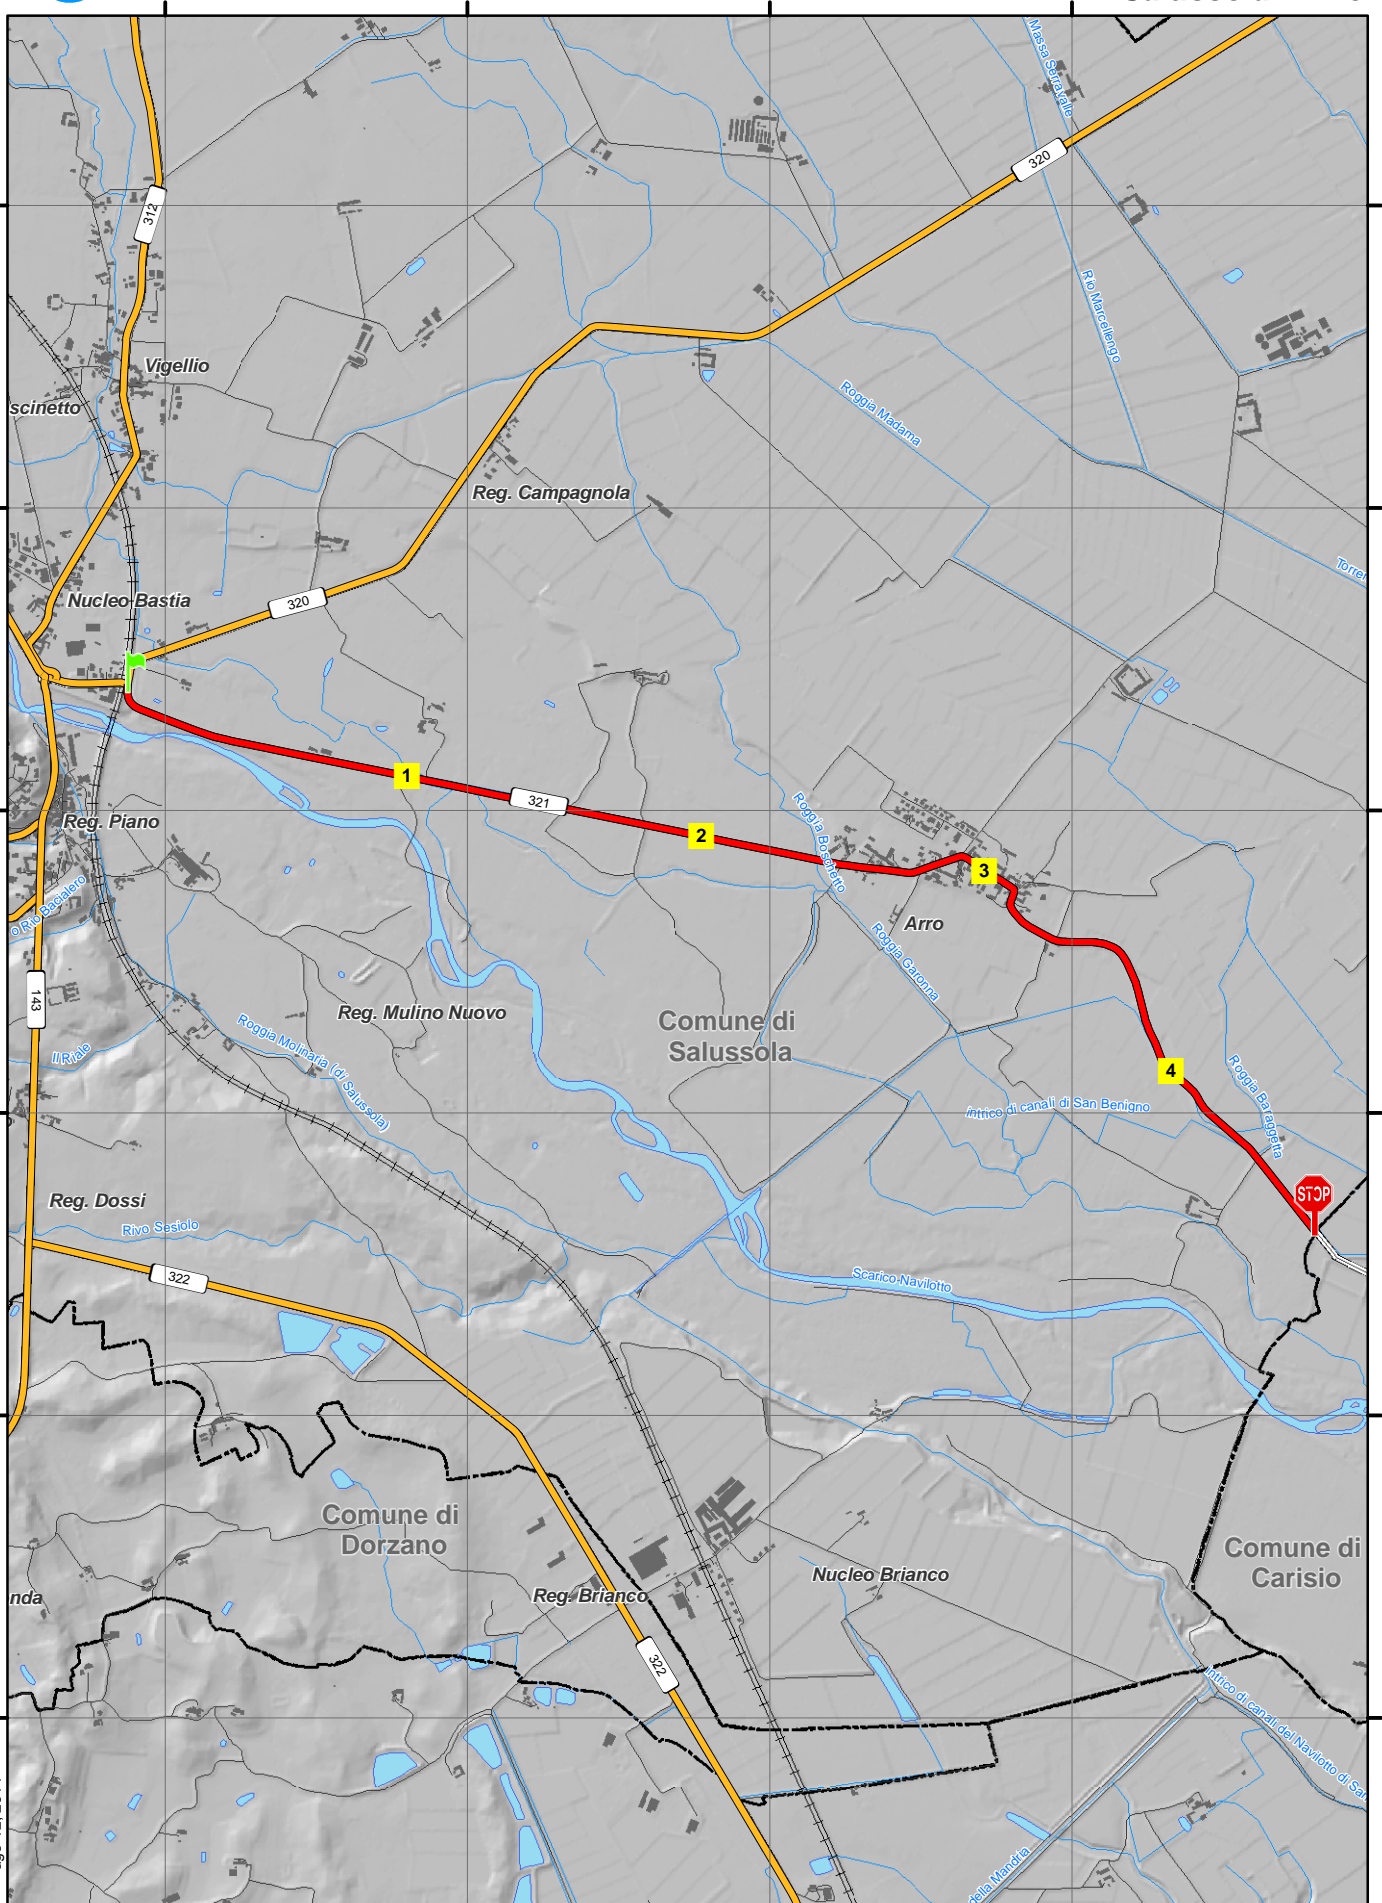 Massa Serravalle
320
312
Rio Marcellengo
Vigellio
scinetto
Roggia Madama
Reg. Campagnola
Torre
Nucleo Bastia
320
1
321
2
Roggia Boschetto
Reg. Piano
3
o Rio Bacialero
Arro
Roggia Garonna
143
Reg. Mulino Nuovo
Comune di
Salussola
Roggia Molinaria (di Salussola)
Il Riale
4
Roggia Baraggetta
intrico di canali di San Benigno
STOP
Reg. Dossi
Rivo Sesiolo
322
Scarico Navilotto
Comune di
Dorzano
Comune di
Carisio
Nucleo Brianco
Reg. Brianco
nda
322
intrico di canali del Navilotto di San
della Mandria